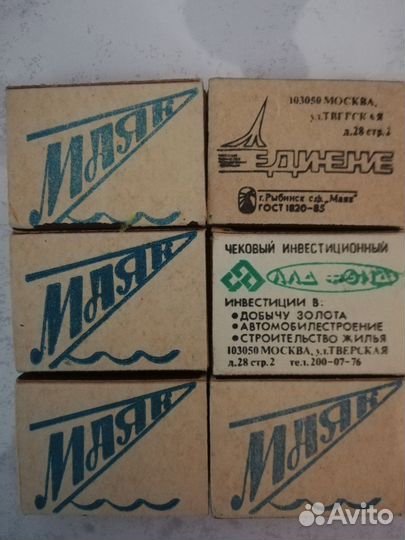 МАЯК
103050 МОСКВА,
ул.ТВЕРСКАЯ
д.28 стр.2
ЕДИНЕНИЕ
г.Рыбинск сф.„Маяк"
ГОСТ 1820-85
МАЯК
ЧЕКОВЫЙ ИНВЕСТИЦИОННЫЙ
ИНВЕСТИЦИИ В:
•ДОБЫЧУ ЗОЛОТА
•АВТОМОБИЛЕСТРОЕНИЕ
•СТРОИТЕЛЬСТВО ЖИЛЬЯ
103050 МОСКВА, ул.ТВЕРСКАЯ
д.28 стр.2 тел.200-07-76
МАЯК
МАЯК
Avito